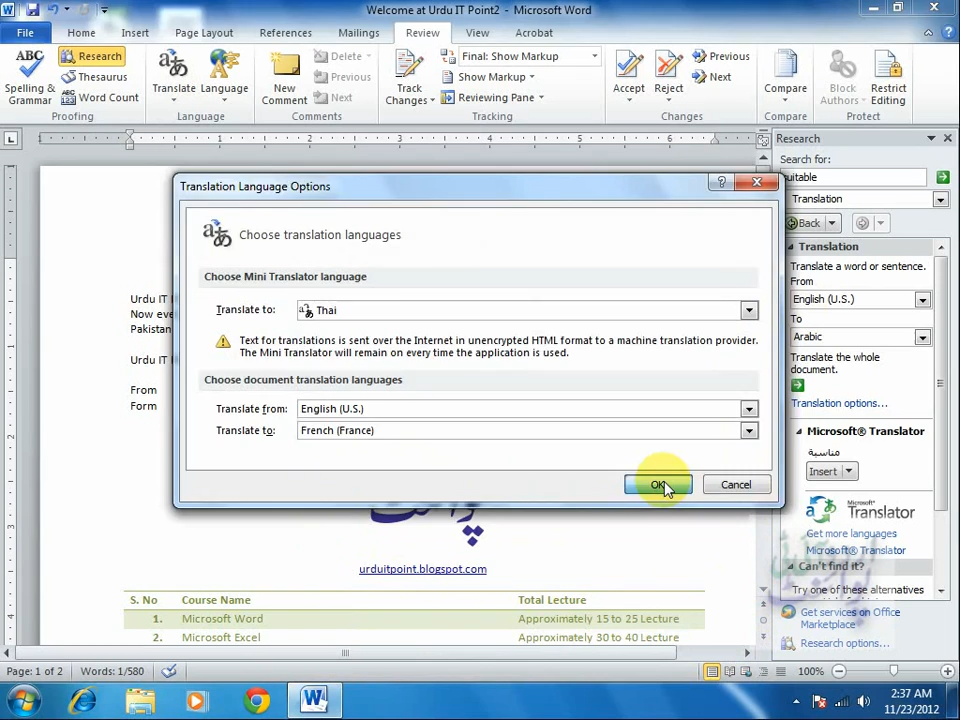 Welcome at Urdu IT Point2 - Microsoft Word
File Home Insert Page Layout References Mailings Review View Acrobat
ABC Spelling & Grammar
Research
Thesaurus
ABC 123 Word Count
Proofing
Translate
Language
Language
New Comment
Delete
Previous
Next
Comments
Track Changes
Final: Show Markup
Show Markup
Reviewing Pane
Tracking
Accept
Reject
Previous
Next
Changes
Compare
Compare
Block Authors
Restrict Editing
Protect
1 2 3 4 5 6
Urdu IT
Now eve
Pakistan
Urdu IT
From
Form
Translation Language Options
Choose translation languages
Choose Mini Translator language
Translate to: Thai
Text for translations is sent over the Internet in unencrypted HTML format to a machine translation provider.
The Mini Translator will remain on every time the application is used.
Choose document translation languages
Translate from: English (U.S.)
Translate to: French (France)
OK Cancel
urduitpoint.blogspot.com
S. No Course Name Total Lecture
1. Microsoft Word Approximately 15 to 25 Lecture
2. Microsoft Excel Approximately 30 to 40 Lecture
Research
Search for:
uitable
Translation
Back
Translation
Translate a word or sentence.
From
English (U.S.)
To
Arabic
Translate the whole
document.
Translation options...
Microsoft® Translator
مناسبة
Insert
Microsoft® Translator
Get more languages
Microsoft® Translator
Can't find it?
Try one of these alternatives
Get services on Office
Marketplace
Research options...
Page: 1 of 2 Words: 1/580 100%
2:37 AM
11/23/2012